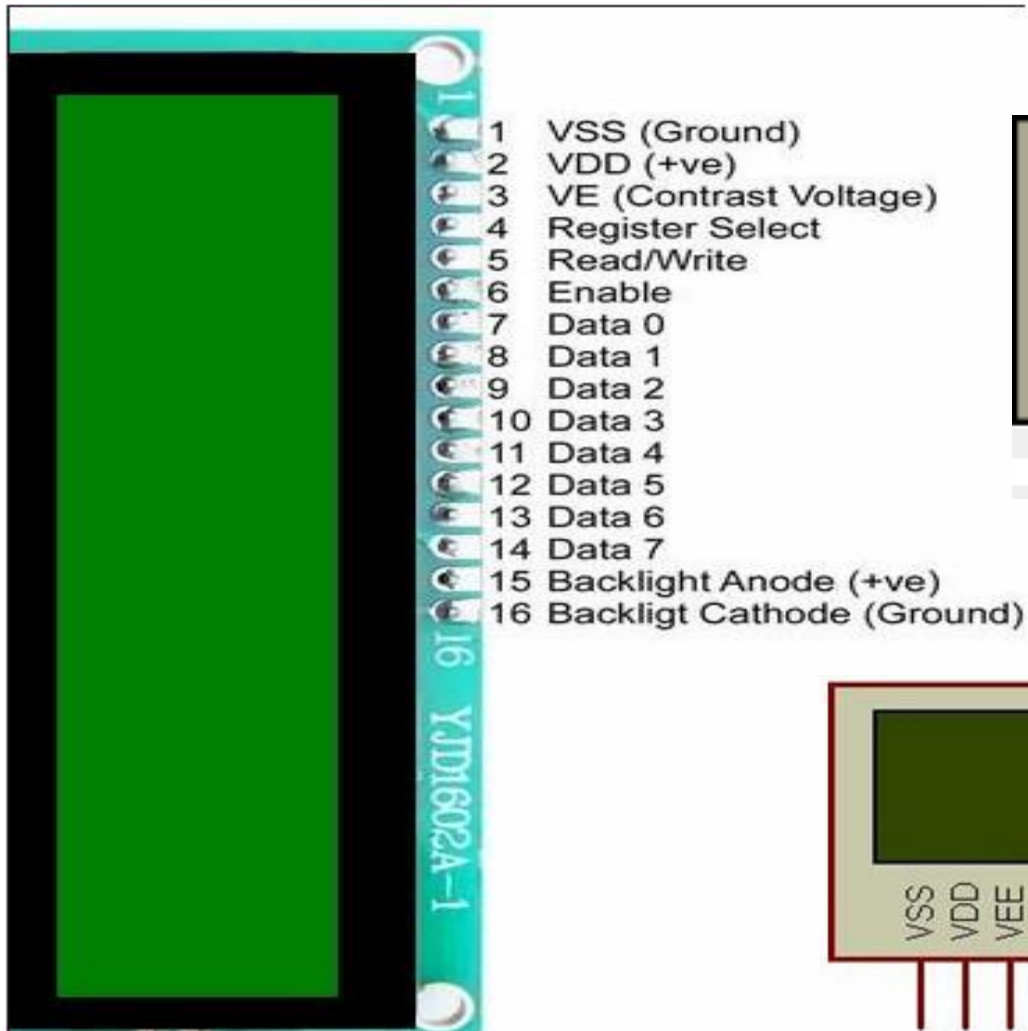 1
1 VSS (Ground)
2 VDD (+ve)
3 VE (Contrast Voltage)
4 Register Select
5 Read/Write
6 Enable
7 Data 0
8 Data 1
9 Data 2
10 Data 3
11 Data 4
12 Data 5
13 Data 6
14 Data 7
15 Backlight Anode (+ve)
16 Backligt Cathode (Ground)
16
YJD1602A-1
VSS
VDD
VEE